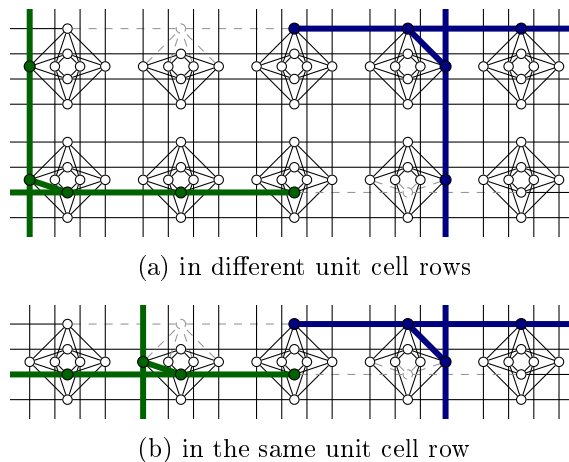 (a) in different unit cell rows
(b) in the same unit cell row